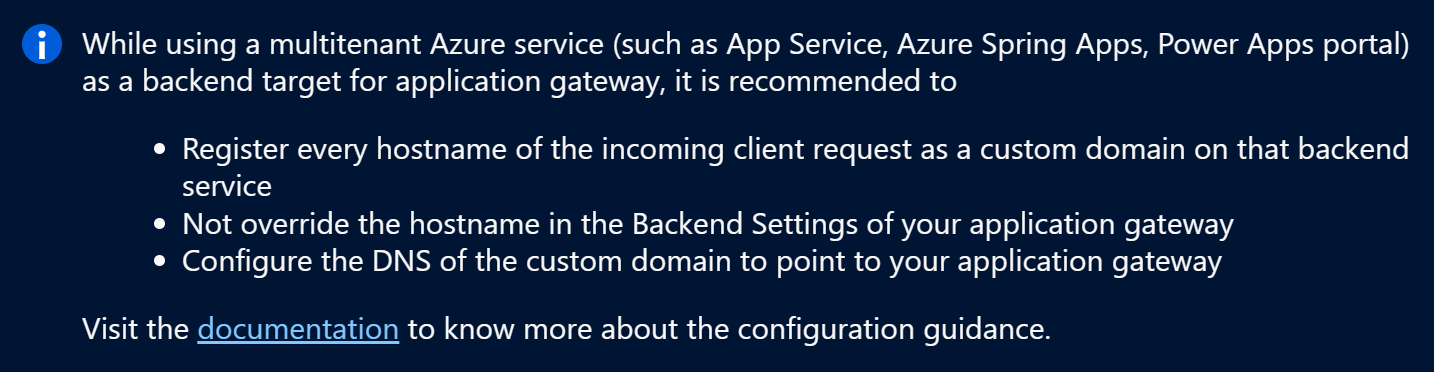 While using a multitenant Azure service (such as App Service, Azure Spring Apps, Power Apps portal)
as a backend target for application gateway, it is recommended to
• Register every hostname of the incoming client request as a custom domain on that backend
service
• Not override the hostname in the Backend Settings of your application gateway
• Configure the DNS of the custom domain to point to your application gateway
Visit the documentation to know more about the configuration guidance.